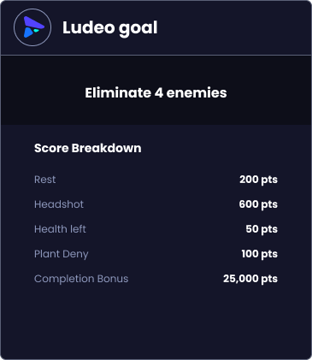 Ludeo goal
Eliminate 4 enemies
Score Breakdown
Rest 200 pts
Headshot 600 pts
Health left 50 pts
Plant Deny 100 pts
Completion Bonus 25,000 pts